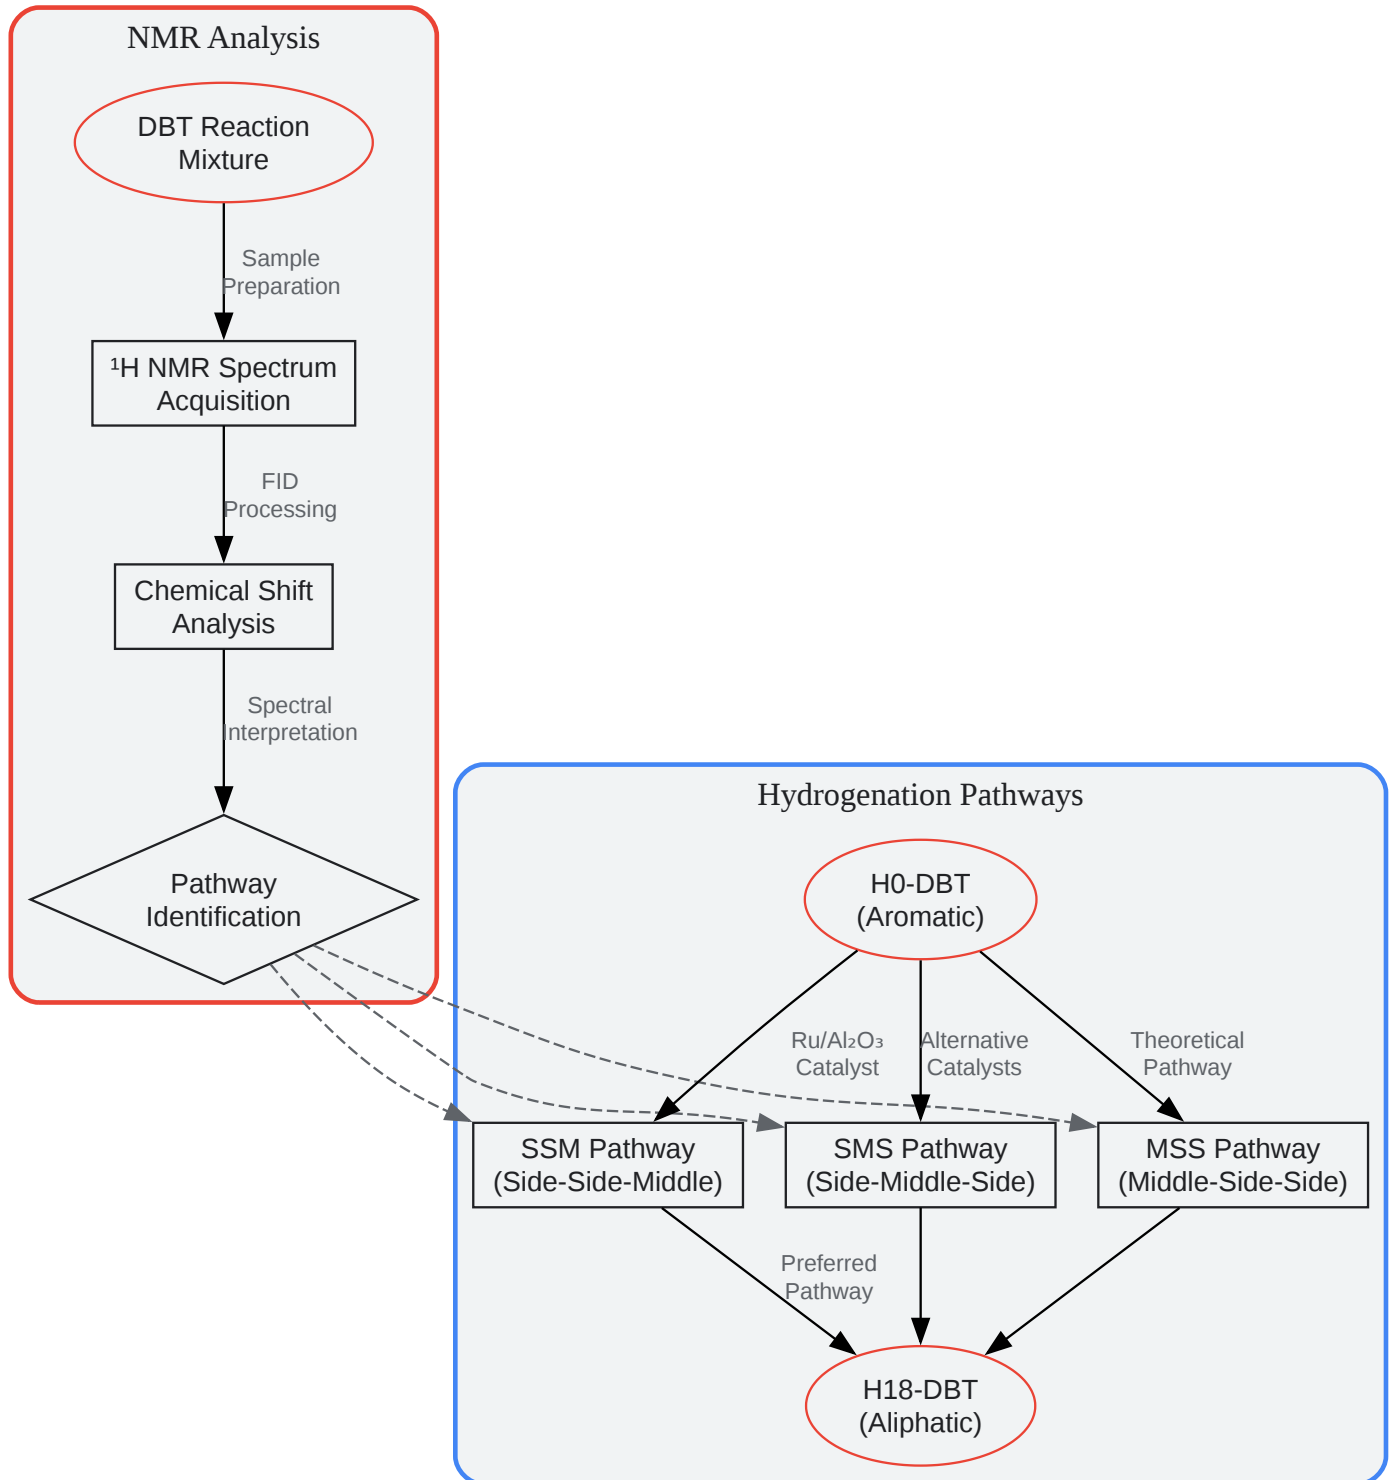 NMR Analysis
DBT Reaction
Mixture
Sample
Preparation
¹H NMR Spectrum
Acquisition
FID
Processing
Chemical Shift
Analysis
Spectral
Interpretation
Pathway
Identification
Hydrogenation Pathways
H0-DBT
(Aromatic)
Ru/Al₂O₃
Catalyst
Alternative
Catalysts
Theoretical
Pathway
SSM Pathway
(Side-Side-Middle)
SMS Pathway
(Side-Middle-Side)
MSS Pathway
(Middle-Side-Side)
Preferred
Pathway
H18-DBT
(Aliphatic)